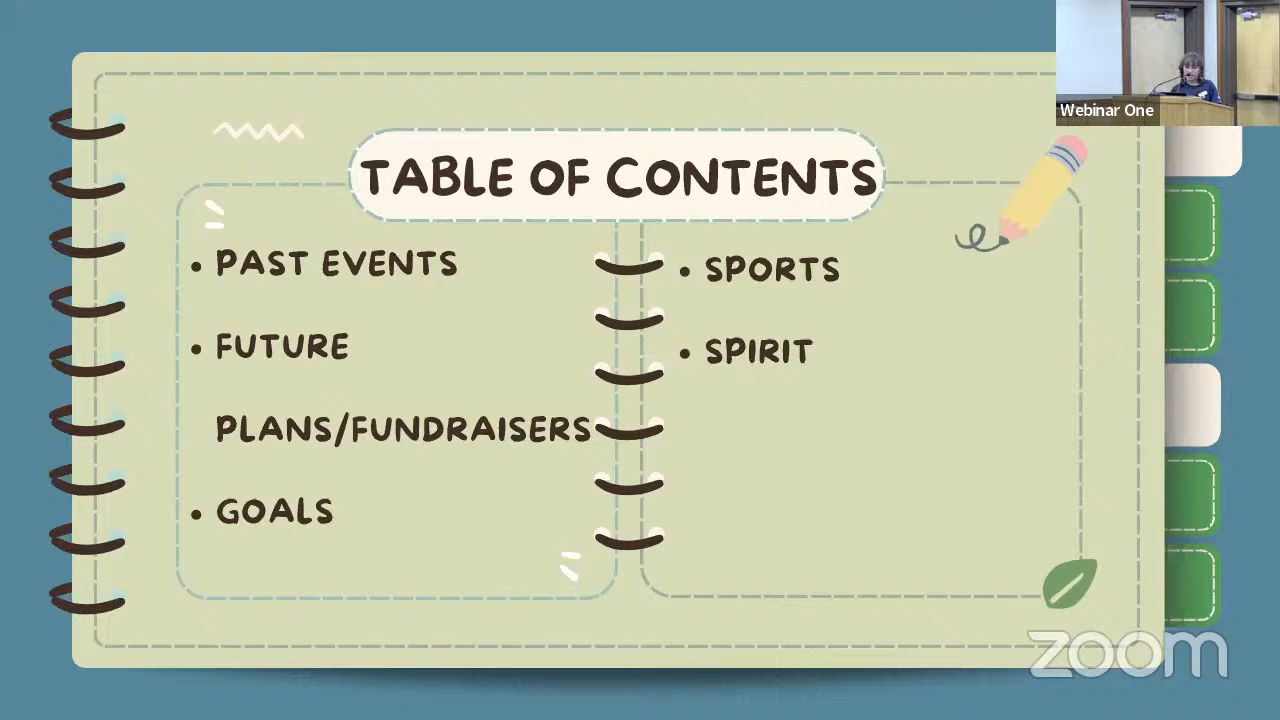 Webinar One
TABLE OF CONTENTS
PAST EVENTS
FUTURE
PLANS/FUNDRAISERS
GOALS
SPORTS
SPIRIT
zoom